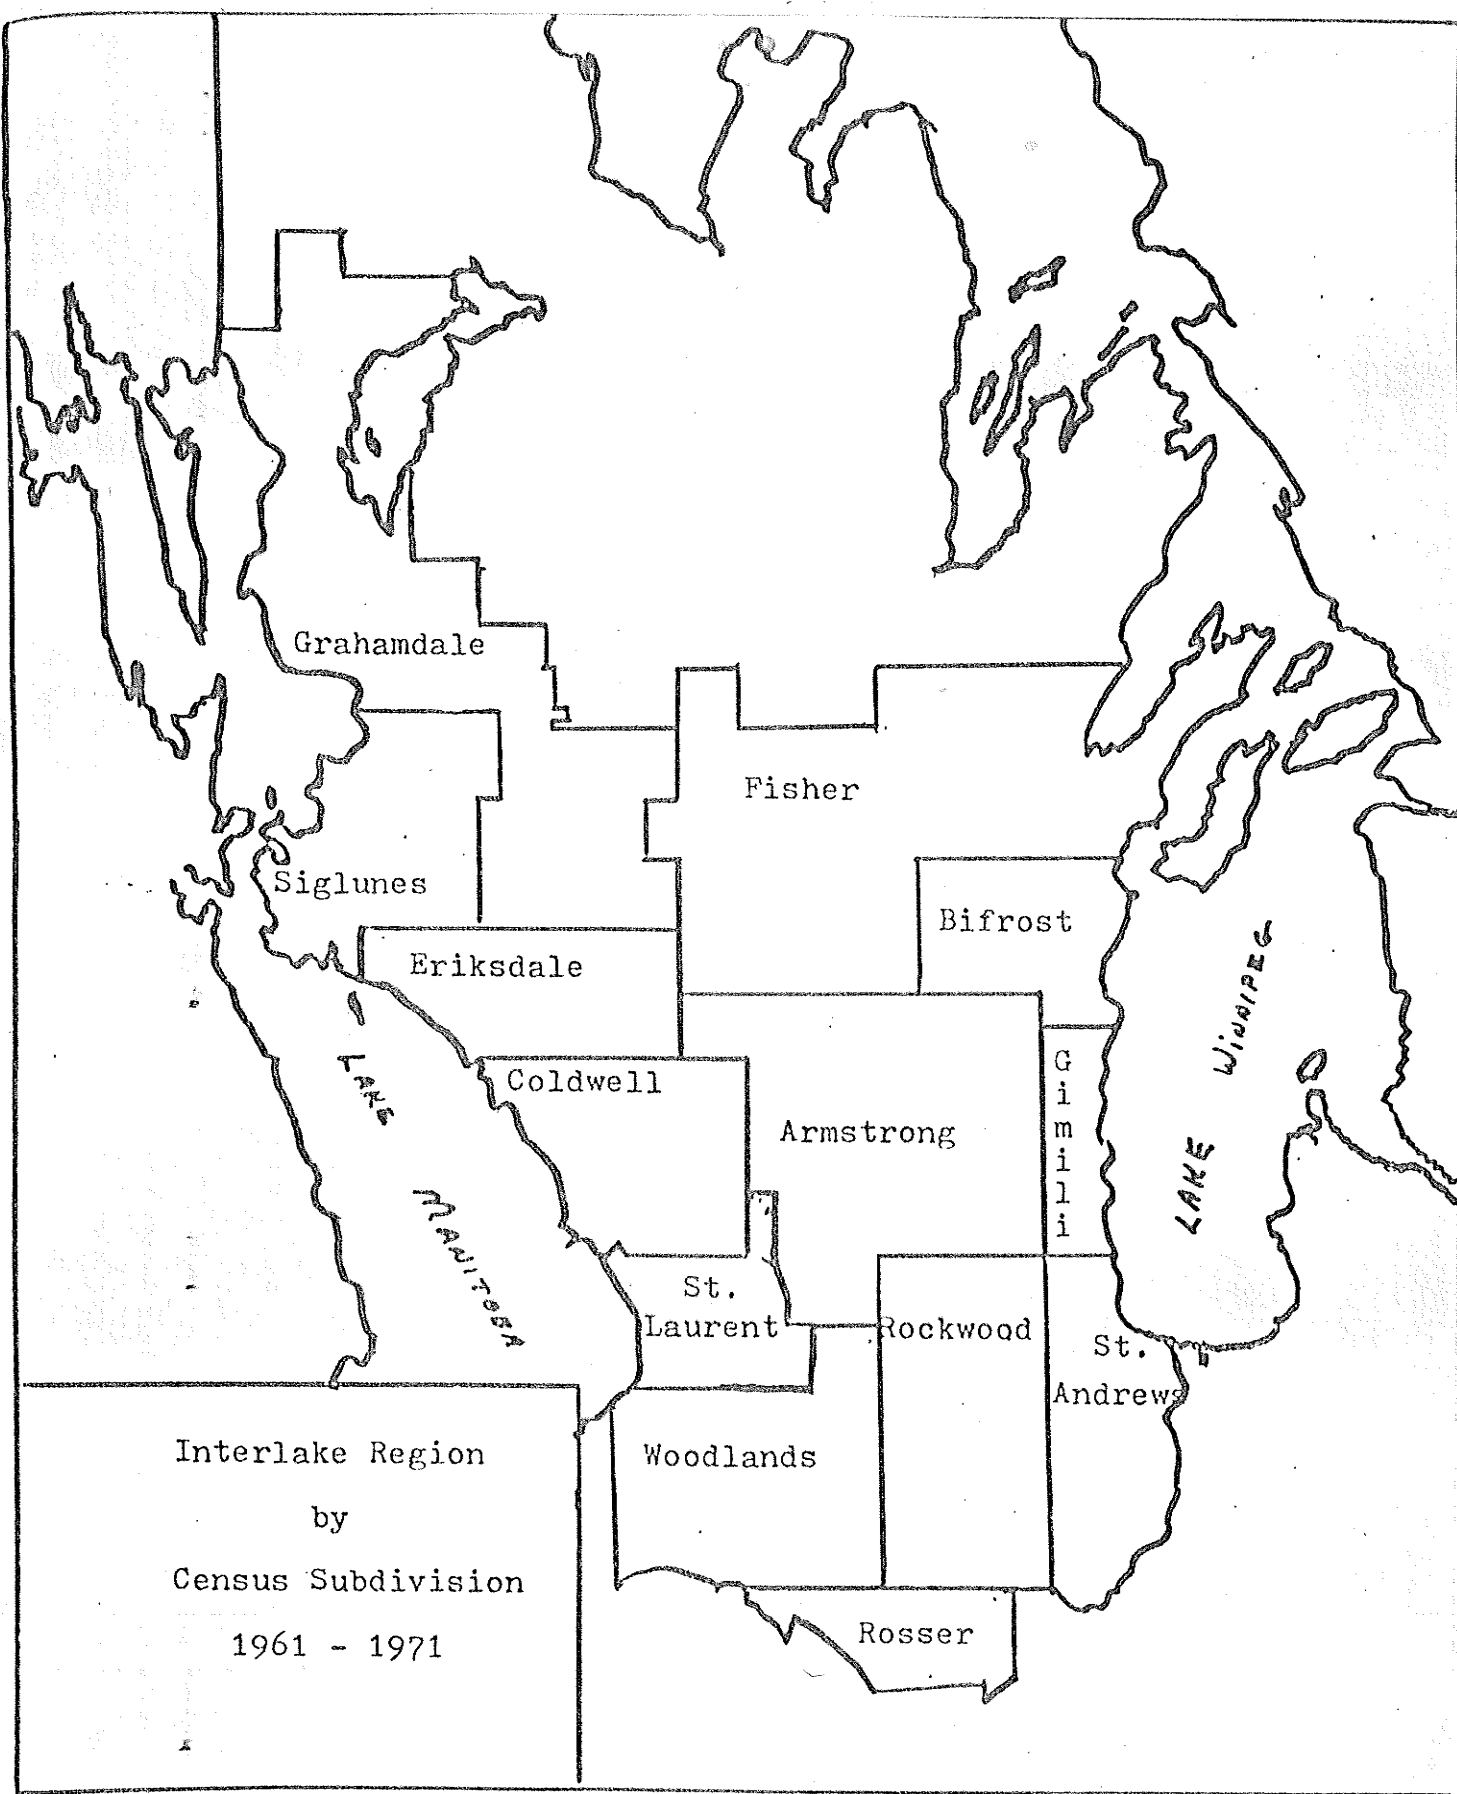 Grahamdale
Fisher
Siglunes
Bifrost
Eriksdale
LAKE WINNIPEG
Coldwell
Gimili
Armstrong
LAKE MANITOBA
St.
Laurent
Rockwood
St.
Andrews
Woodlands
Rosser
Interlake Region
by
Census Subdivision
1961 - 1971